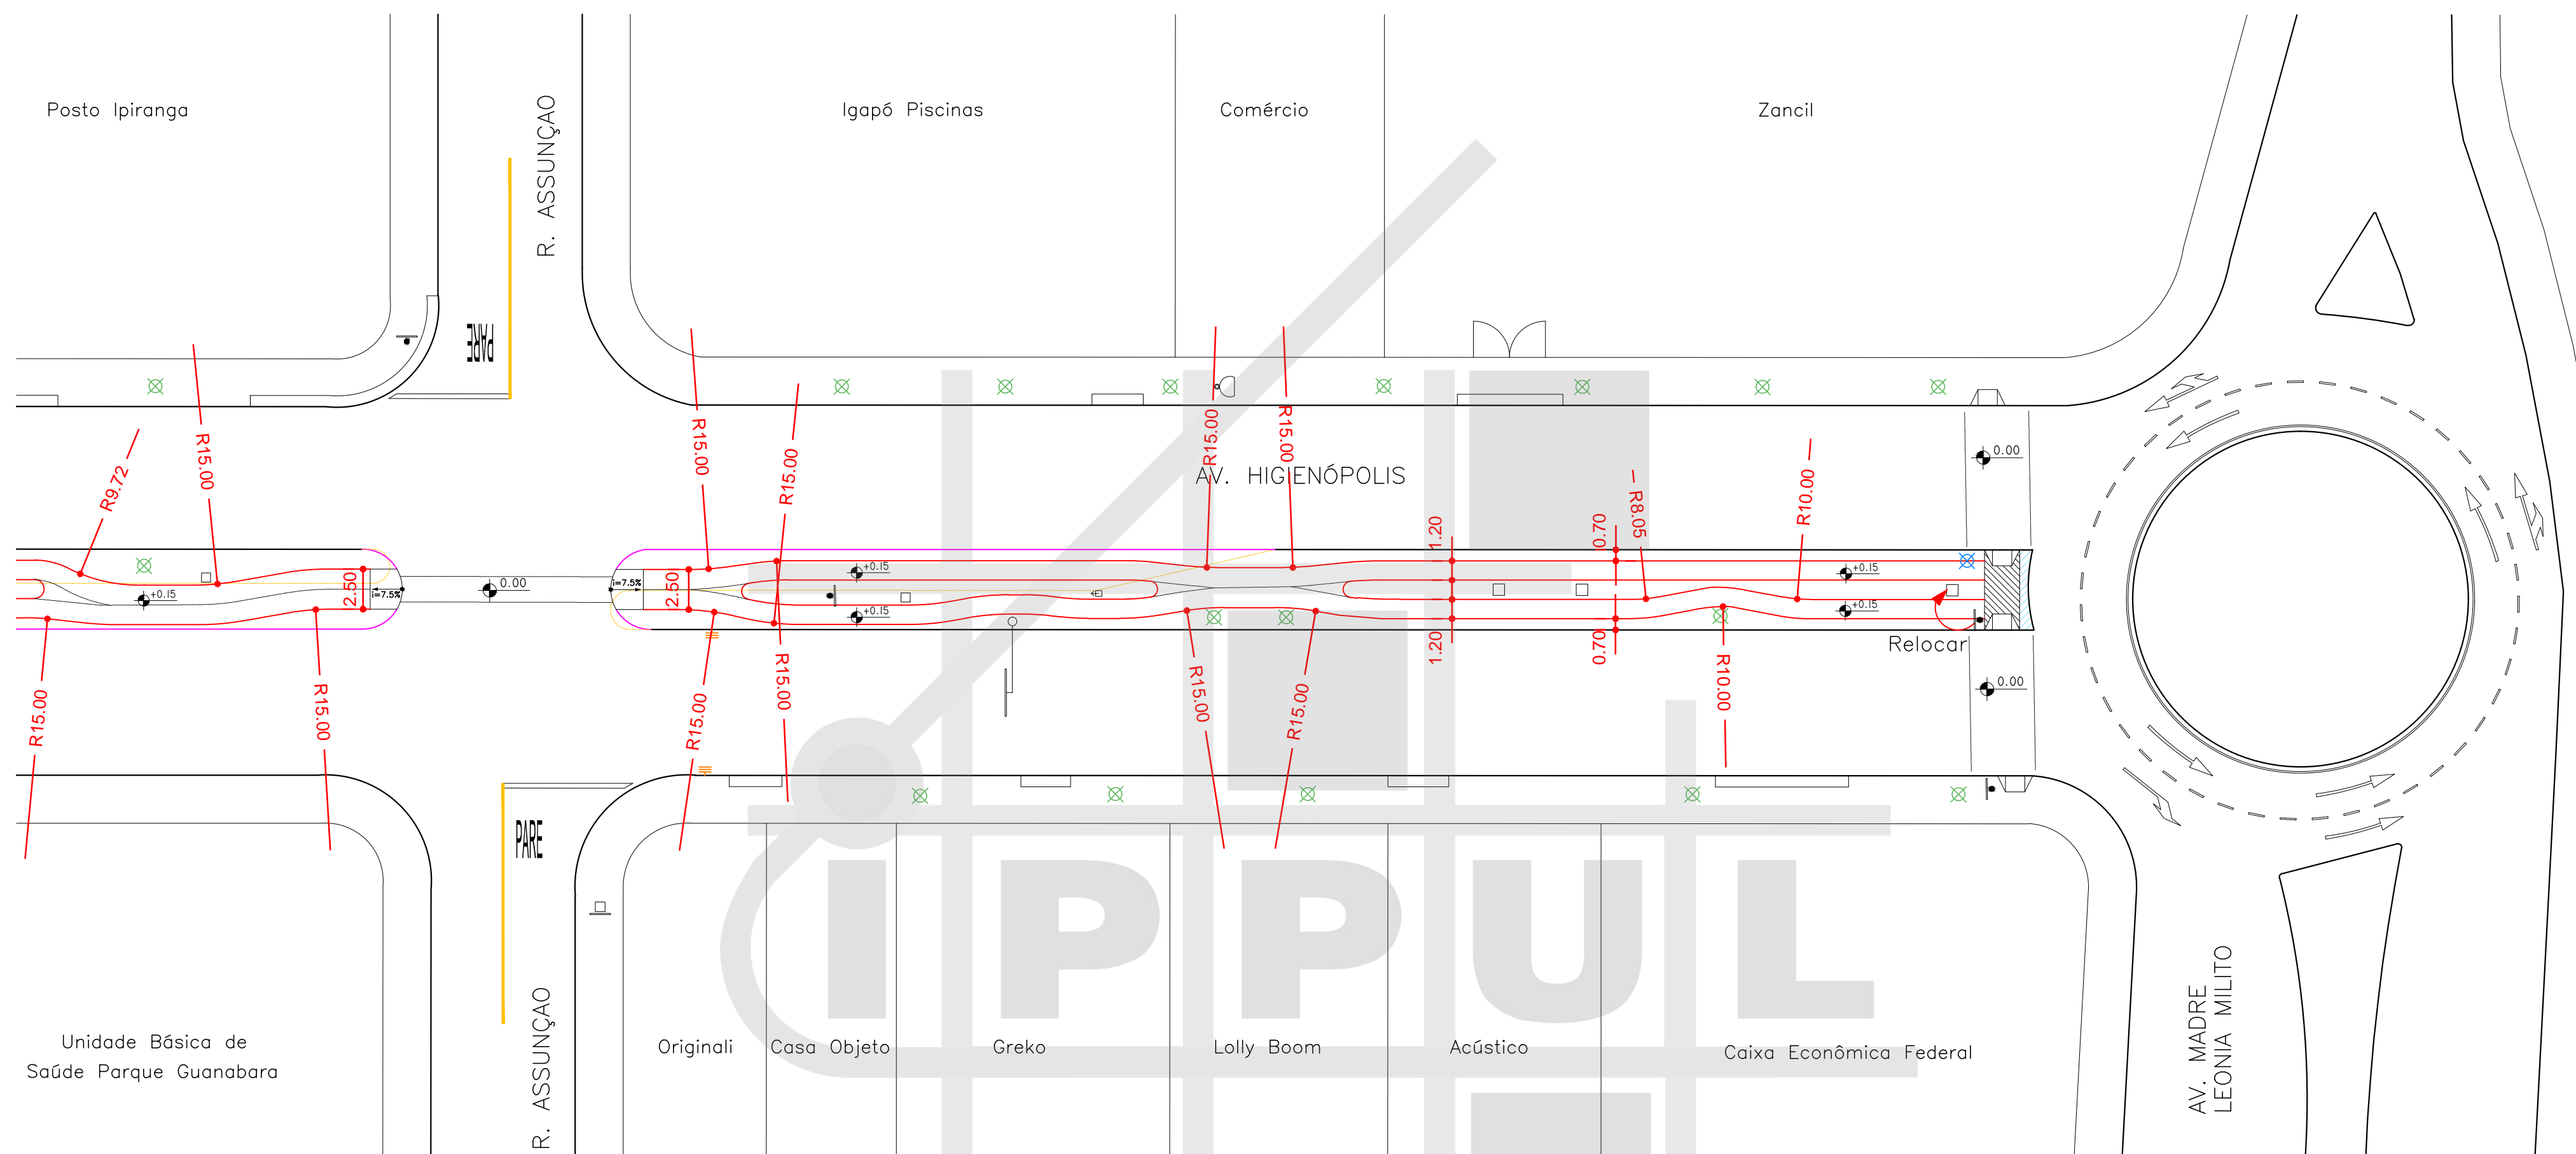 Posto Ipiranga
R. ASSUNÇAO
Igapó Piscinas
Comércio
Zancil
PARE
R9.72
R15.00
R15.00
R15.00
R15.00
R15.00
AV. HIGIENÓPOLIS
1.20
0.70
R8.05
R10.00
0.00
+0.15
2.50
i=7.5%
0.00
i=7.5%
2.50
+0.15
+0.15
+0.15
+0.15
1.20
0.70
Relocar
0.00
R15.00
R15.00
R15.00
R15.00
R15.00
R15.00
R10.00
PARE
IPPUL
R. ASSUNÇAO
Unidade Básica de
Saúde Parque Guanabara
Originali
Casa Objeto
Greko
Lolly Boom
Acústico
Caixa Econômica Federal
AV. MADRE
LEONIA MILITO